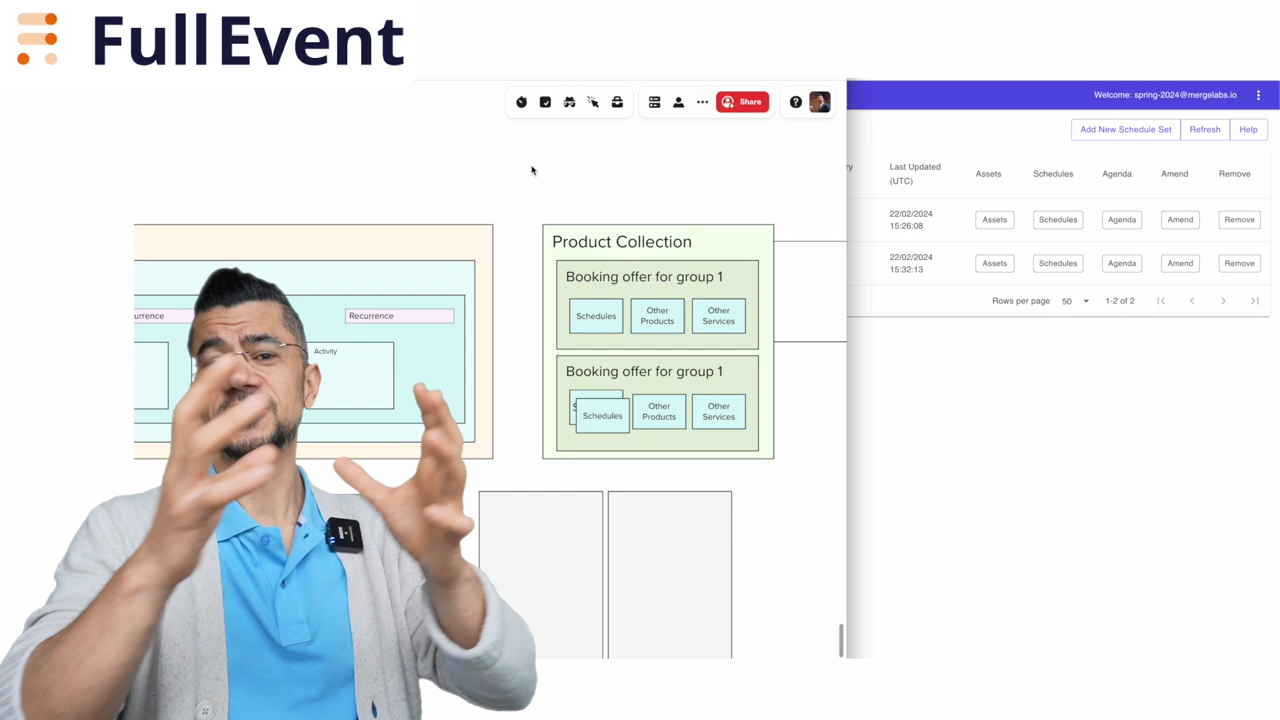 FullEvent
Share
Welcome: spring-2024@mergelabs.io
Add New Schedule Set
Refresh
Help
ry
Last Updated
(UTC)
Assets
Schedules
Agenda
Amend
Remove
22/02/2024
15:26:08
Assets
Schedules
Agenda
Amend
Remove
22/02/2024
15:32:13
Assets
Schedules
Agenda
Amend
Remove
Rows per page
50
1-2 of 2
urrence
Recurrence
Activity
Product Collection
Booking offer for group 1
Schedules
Other
Products
Other
Services
Booking offer for group 1
S
Schedules
Other
Products
Other
Services